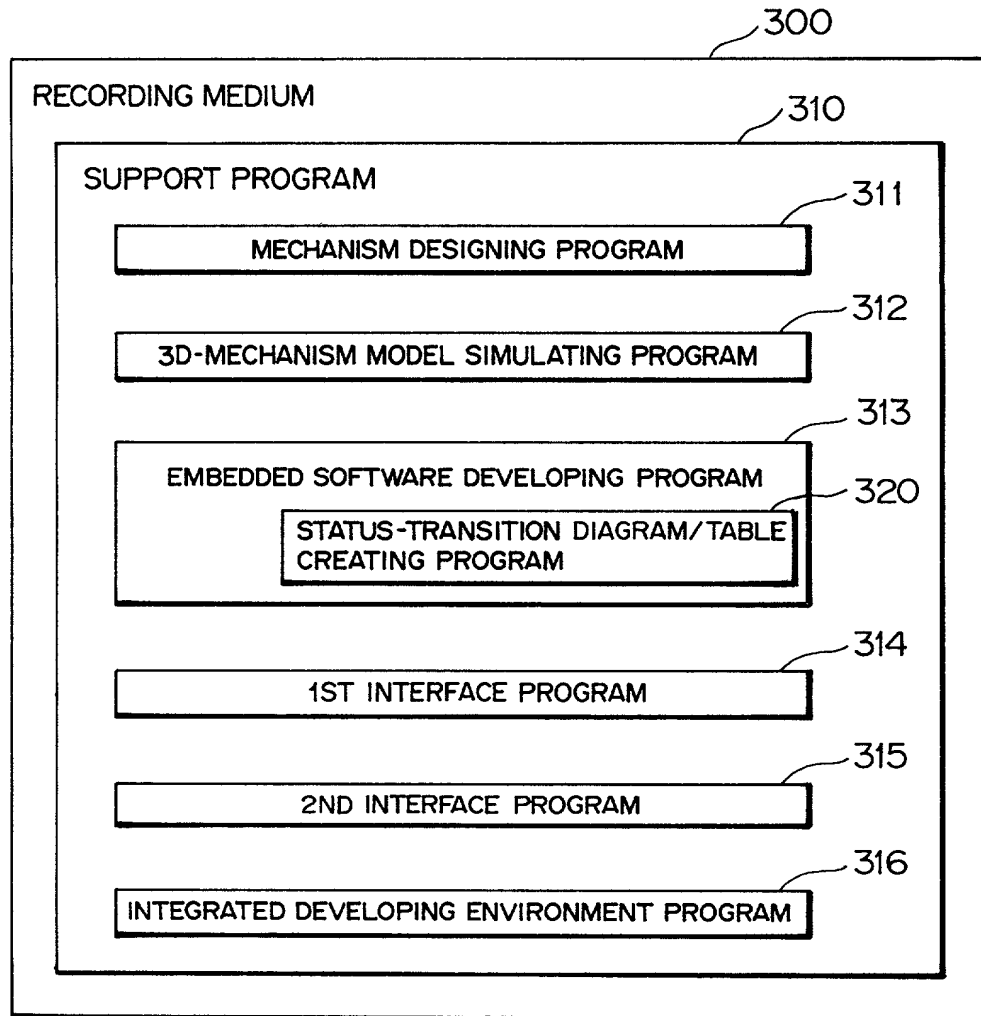 300
RECORDING MEDIUM
310
SUPPORT PROGRAM
311
MECHANISM DESIGNING PROGRAM
312
3D-MECHANISM MODEL SIMULATING PROGRAM
313
EMBEDDED SOFTWARE DEVELOPING PROGRAM
320
STATUS-TRANSITION DIAGRAM/TABLE
CREATING PROGRAM
314
1ST INTERFACE PROGRAM
315
2ND INTERFACE PROGRAM
316
INTEGRATED DEVELOPING ENVIRONMENT PROGRAM